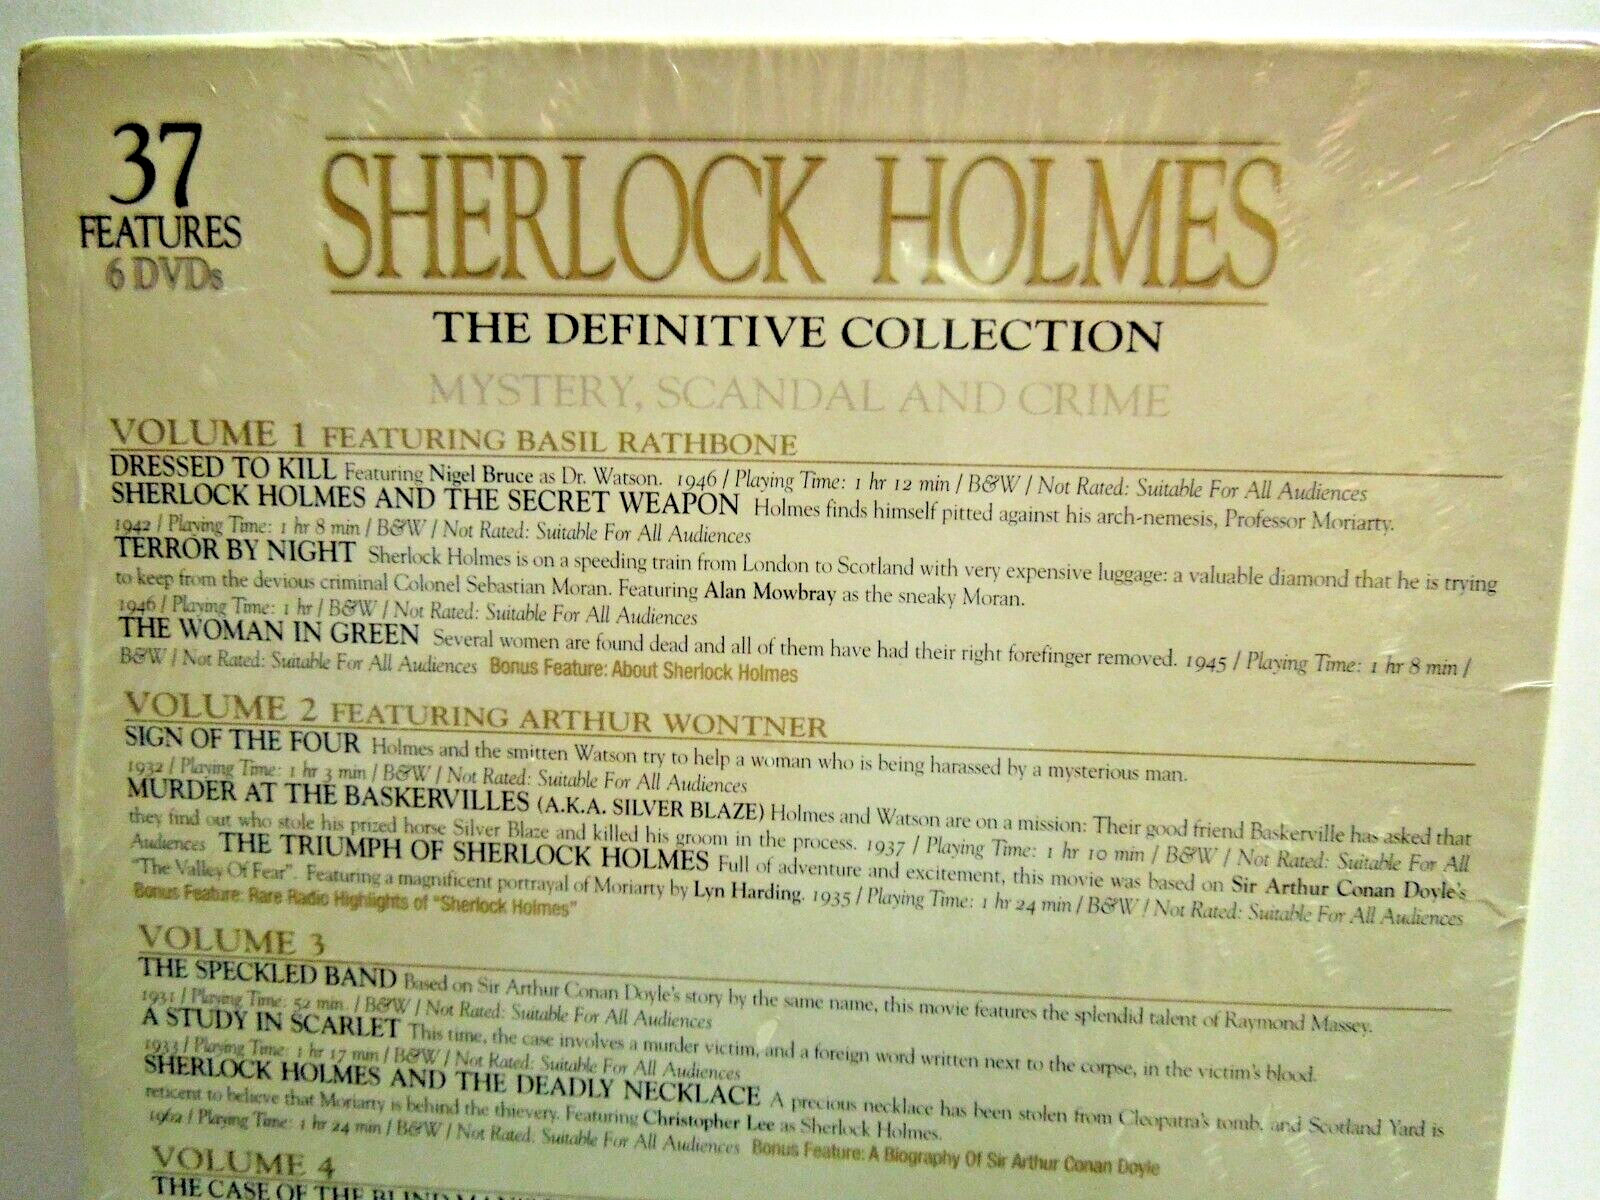 37
FEATURES
6 DVDs
SHERLOCK HOLMES
THE DEFINITIVE COLLECTION
MYSTERY, SCANDAL AND CRIME
VOLUME 1 FEATURING BASIL RATHBONE
DRESSED TO KILL Featuring Nigel Bruce as Dr. Watson. 1946 / Playing Time: 1 hr 12 min / B&W / Not Rated: Suitable For All Audiences
SHERLOCK HOLMES AND THE SECRET WEAPON Holmes finds himself pitted against his arch-nemesis, Professor Moriarty.
1942 / Playing Time: 1 hr 8 min / B&W / Not Rated: Suitable For All Audiences
TERROR BY NIGHT Sherlock Holmes is on a speeding train from London to Scotland with very expensive luggage: a valuable diamond that he is trying
to keep from the devious criminal Colonel Sebastian Moran. Featuring Alan Mowbray as the sneaky Moran.
1946 / Playing Time: 1 hr / B&W / Not Rated: Suitable For All Audiences
THE WOMAN IN GREEN Several women are found dead and all of them have had their right forefinger removed. 1945 / Playing Time: 1 hr 8 min /
B&W / Not Rated: Suitable For All Audiences Bonus Feature: About Sherlock Holmes
VOLUME 2 FEATURING ARTHUR WONTNER
SIGN OF THE FOUR Holmes and the smitten Watson try to help a woman who is being harassed by a mysterious man.
1932 / Playing Time: 1 hr 3 min / B&W / Not Rated: Suitable For All Audiences
MURDER AT THE BASKERVILLES (A.K.A. SILVER BLAZE) Holmes and Watson are on a mission: Their good friend Baskerville has asked that
they find out who stole his prized horse Silver Blaze and killed his groom in the process. 1937 / Playing Time: 1 hr 10 min / B&W / Not Rated: Suitable For All
Audiences THE TRIUMPH OF SHERLOCK HOLMES Full of adventure and excitement, this movie was based on Sir Arthur Conan Doyle's
"The Valley Of Fear". Featuring a magnificent portrayal of Moriarty by Lyn Harding. 1935 / Playing Time: 1 hr 24 min / B&W / Not Rated: Suitable For All Audiences
Bonus Feature: Rare Radio Highlights of "Sherlock Holmes"
VOLUME 3
THE SPECKLED BAND Based on Sir Arthur Conan Doyle's story by the same name, this movie features the splendid talent of Raymond Massey.
1931 / Playing Time: 52 min. / B&W / Not Rated: Suitable For All Audiences
A STUDY IN SCARLET This time, the case involves a murder victim, and a foreign word written next to the corpse, in the victim's blood.
1933 / Playing Time: 1 hr 17 min / B&W / Not Rated: Suitable For All Audiences
SHERLOCK HOLMES AND THE DEADLY NECKLACE A precious necklace has been stolen from Cleopatra's tomb, and Scotland Yard is
reticent to believe that Moriarty is behind the thievery. Featuring Christopher Lee as Sherlock Holmes.
1962 / Playing Time: 1 hr 24 min / B&W / Not Rated: Suitable For All Audiences Bonus Feature: A Biography Of Sir Arthur Conan Doyle
VOLUME 4
THE CASE OF THE BLIND